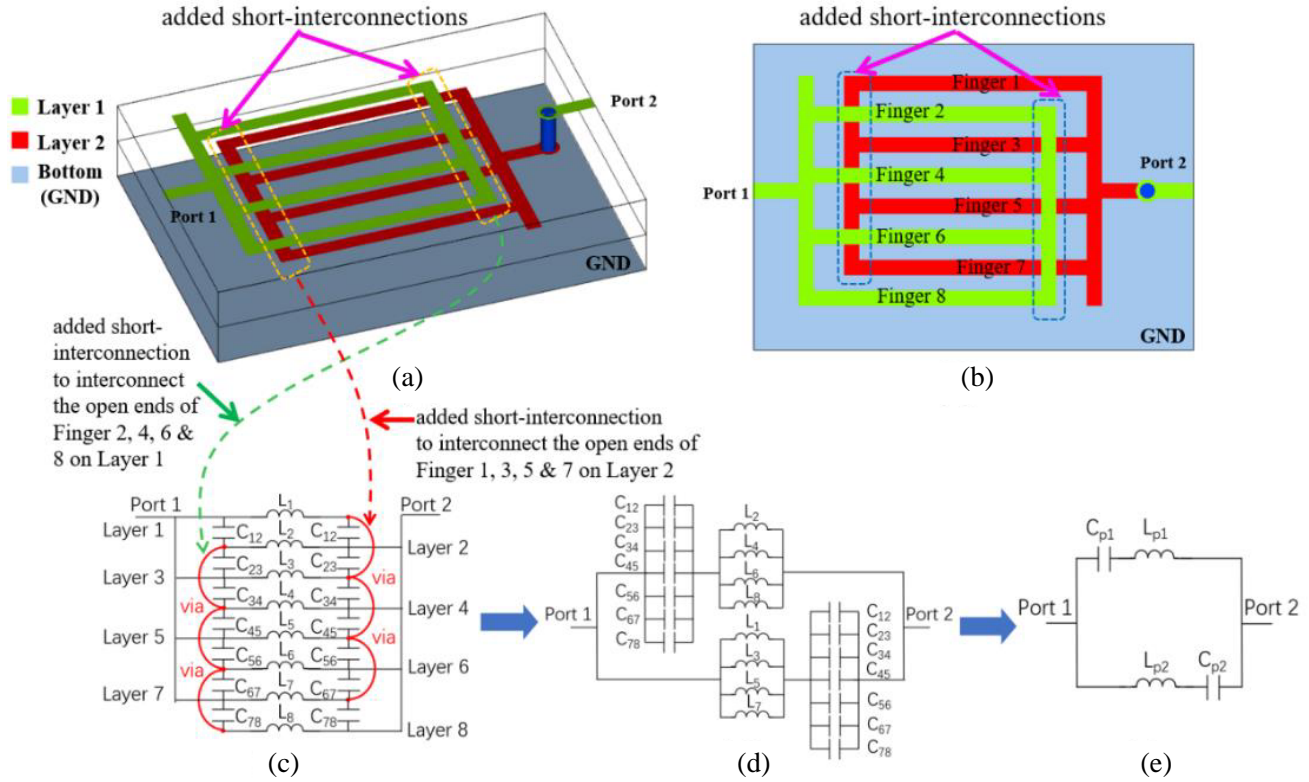 added short-interconnections
Layer 1
Layer 2
Bottom
(GND)
Port 1
Port 2
GND
(a)
added short-interconnections
Finger 1
Finger 2
Finger 3
Finger 4
Finger 5
Finger 6
Finger 7
Finger 8
Port 1
Port 2
GND
(b)
added short-
interconnection
to interconnect
the open ends of
Finger 2, 4, 6 &
8 on Layer 1
added short-interconnection
to interconnect the open ends of
Finger 1, 3, 5 & 7 on Layer 2
Port 1
L₁
Port 2
Layer 1
C₁₂
L₂
C₁₂
Layer 2
C₂₃
L₃
C₂₃
Layer 3
via
C₃₄
L₄
C₃₄
via
Layer 4
Layer 5
C₄₅
L₅
C₄₅
via
via
C₅₆
L₆
C₅₆
Layer 6
Layer 7
C₆₇
L₇
C₆₇
C₇₈
L₈
C₇₈
Layer 8
(c)
C₁₂
C₂₃
C₃₄
C₄₅
C₅₆
C₆₇
C₇₈
L₂
L₄
L₆
L₈
Port 1
Port 2
L₁
L₃
L₅
L₇
C₁₂
C₂₃
C₃₄
C₄₅
C₅₆
C₆₇
C₇₈
(d)
Cₚ₁
Lₚ₁
Port 1
Port 2
Lₚ₂
Cₚ₂
(e)